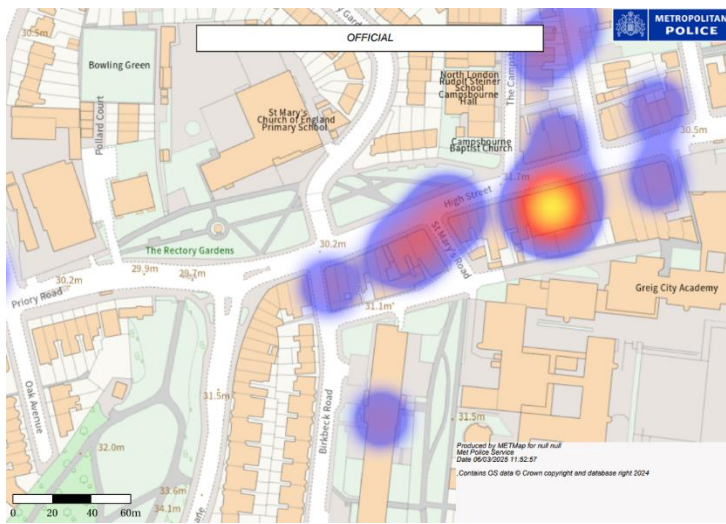 OFFICIAL
METROPOLITAN
POLICE
30.5m
Bowling Green
Pollard Court
St Mary's
Church of England
Primary School
North London
Rudolf Steiner
School
Campsbourne
Hall
Campsbourne
Baptist Church
30.5m
31.7m
High Street
The Rectory Gardens
30.2m
St Mary's Road
30.2m
29.9m
29.7m
Priory Road
31.1m
Greig City Academy
Oak Avenue
31.5m
Birkbeck Road
31.5m
32.0m
33.6m
34.1m
0 20 40 60m
Produced by METMap for null null
Met Police Service
Date 06/03/2025 11:52:57
Contains OS data © Crown copyright and database right 2024